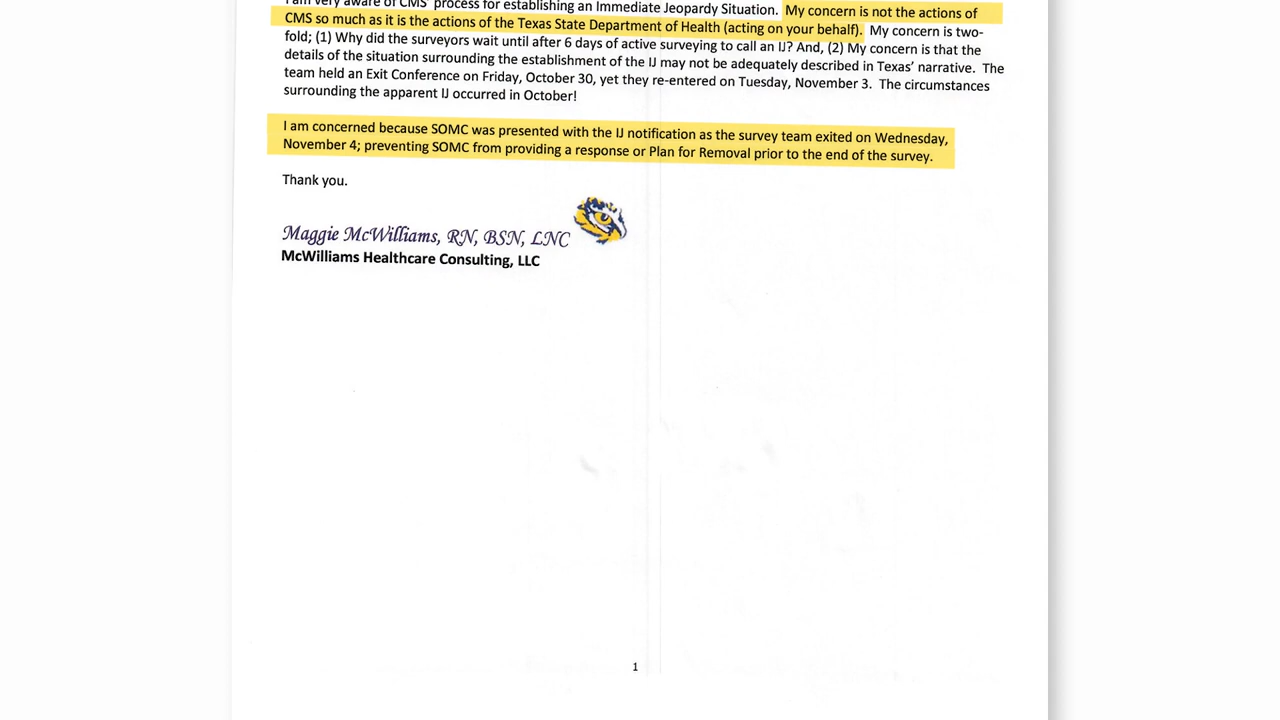 I am very aware of CMS' process for establishing an Immediate Jeopardy Situation. My concern is not the actions of
CMS so much as it is the actions of the Texas State Department of Health (acting on your behalf). My concern is two-
fold; (1) Why did the surveyors wait until after 6 days of active surveying to call an IJ? And, (2) My concern is that the
details of the situation surrounding the establishment of the IJ may not be adequately described in Texas' narrative. The
team held an Exit Conference on Friday, October 30, yet they re-entered on Tuesday, November 3. The circumstances
surrounding the apparent IJ occurred in October!
I am concerned because SOMC was presented with the IJ notification as the survey team exited on Wednesday,
November 4; preventing SOMC from providing a response or Plan for Removal prior to the end of the survey.
Thank you.
Maggie McWilliams, RN, BSN, LNC
McWilliams Healthcare Consulting, LLC
1